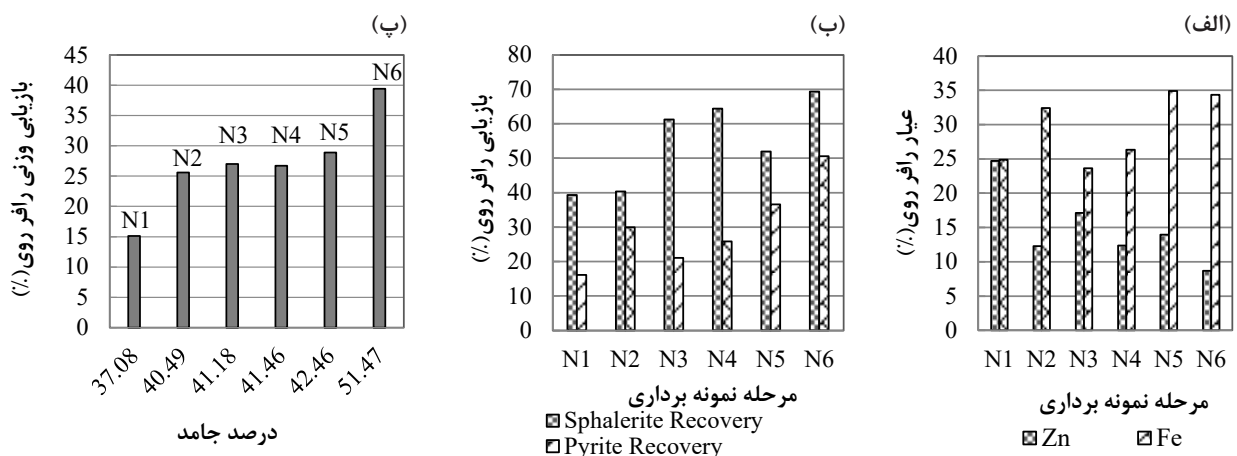 (الف)
عیار رافر روی(٪)
40
35
30
25
20
15
10
5
0
N1 N2 N3 N4 N5 N6
مرحله نمونه برداری
Zn Fe
(ب)
بازیابی رافر روی(٪)
80
70
60
50
40
30
20
10
0
N1 N2 N3 N4 N5 N6
مرحله نمونه برداری
Sphalerite Recovery
Pyrite Recovery
(پ)
بازیابی وزنی رافر روی(٪)
45
40
35
30
25
20
15
10
5
0
N1 N2 N3 N4 N5 N6
37.08 40.49 41.18 41.46 42.46 51.47
درصد جامد